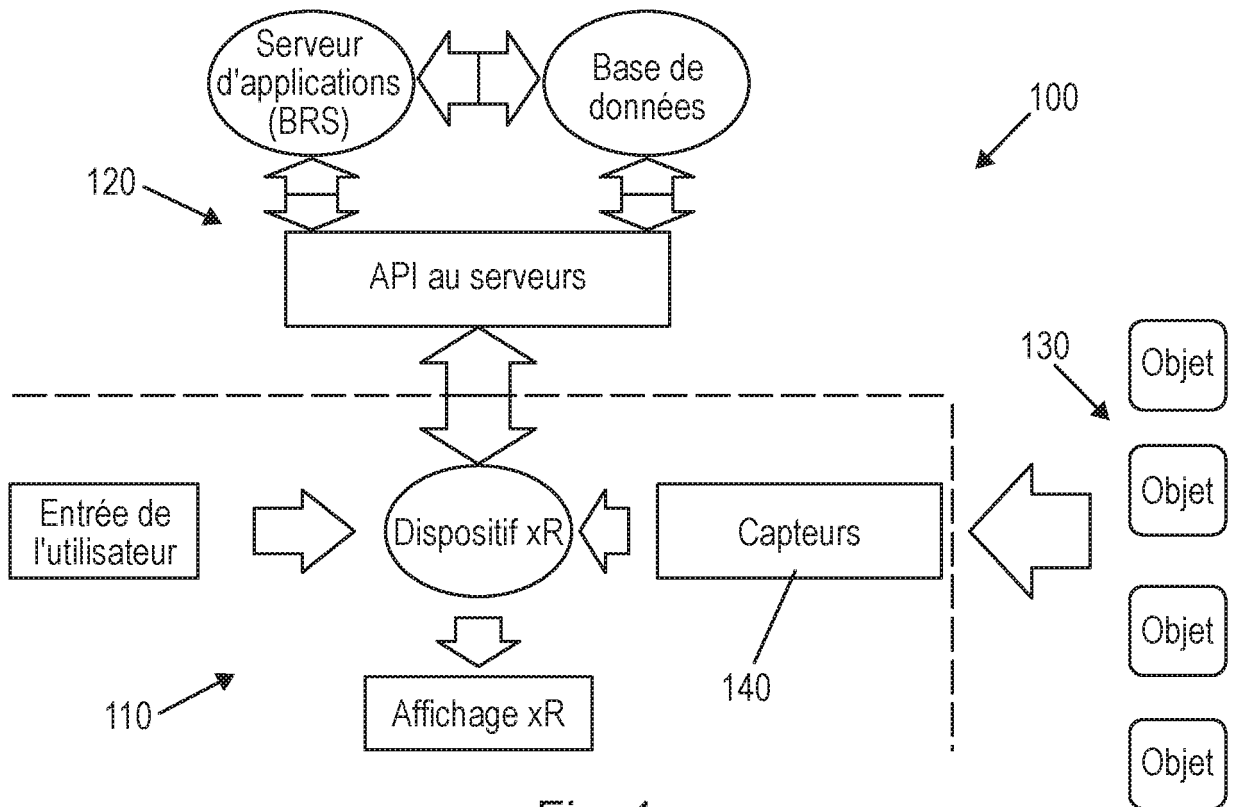 Serveur
d'applications
(BRS)
Base de
données
100
120
API au serveurs
130
Objet
Objet
Entrée de
l'utilisateur
Dispositif xR
Capteurs
Objet
140
110
Affichage xR
Objet